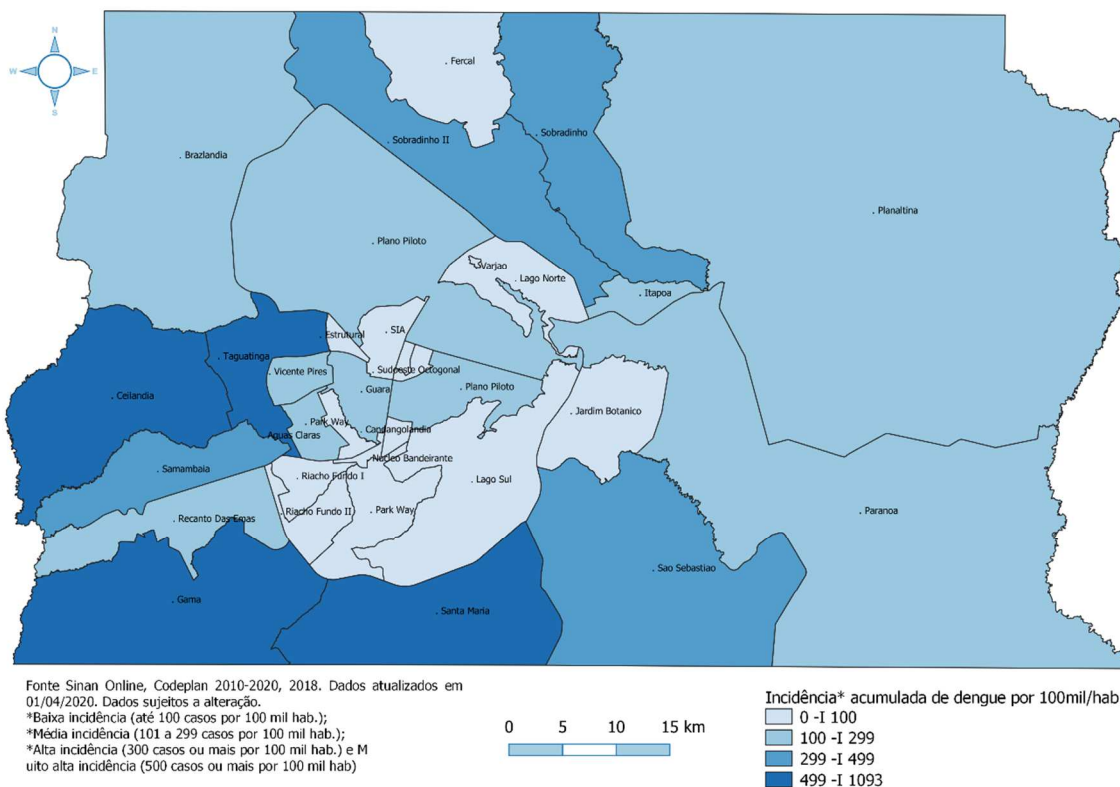 N
W E
S
. Fercal
. Sobradinho II
. Sobradinho
. Brazlandia
. Planaltina
. Plano Piloto
. Varjao
. Lago Norte
. Itapoa
. SIA
. Estrutural
. Taguatinga
. Vicente Pires
. Sudoeste Octogonal
. Guara
. Plano Piloto
. Ceilandia
. Jardim Botanico
. Park Way
. Candangolandia
Aguas Claras
. Nucleo Bandeirante
. Samambaia
. Riacho Fundo I
. Lago Sul
. Riacho Fundo II
. Park Way
. Paranoa
. Recanto Das Emas
. Sao Sebastiao
. Gama
. Santa Maria
Fonte Sinan Online, Codeplan 2010-2020, 2018. Dados atualizados em
01/04/2020. Dados sujeitos a alteração.
*Baixa incidência (até 100 casos por 100 mil hab.);
*Média incidência (101 a 299 casos por 100 mil hab.);
*Alta incidência (300 casos ou mais por 100 mil hab.) e M
uito alta incidência (500 casos ou mais por 100 mil hab)
0 5 10 15 km
Incidência* acumulada de dengue por 100mil/hab
0 -I 100
100 -I 299
299 -I 499
499 -I 1093